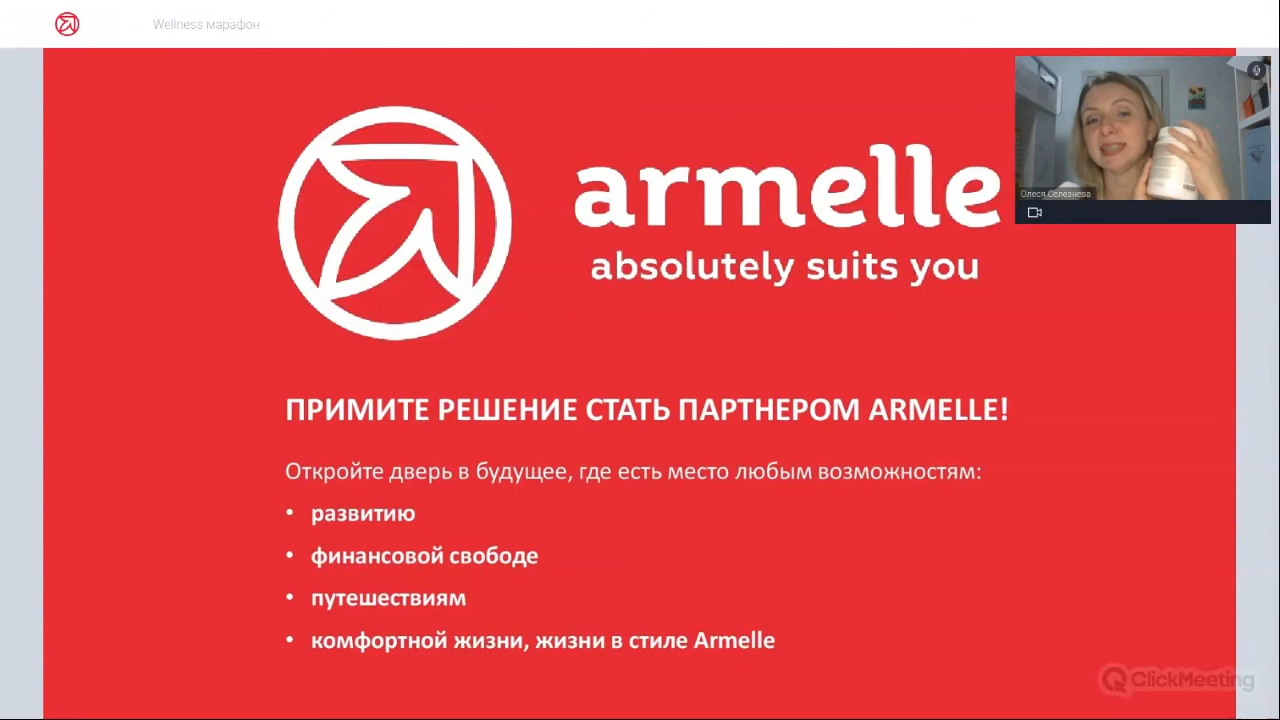 Wellness марафон
armelle
absolutely suits you
Олеся Селезнева
ПРИМИТЕ РЕШЕНИЕ СТАТЬ ПАРТНЕРОМ ARMELLE!
Откройте дверь в будущее, где есть место любым возможностям:
• развитию
• финансовой свободе
• путешествиям
• комфортной жизни, жизни в стиле Armelle
ClickMeeting